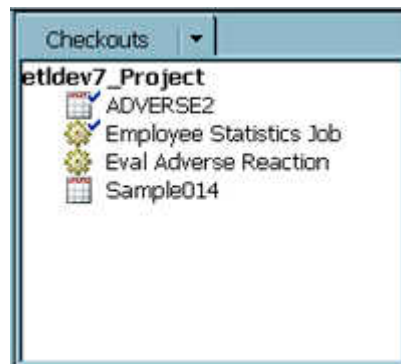 Checkouts
etldev7_Project
ADVERSE2
Employee Statistics Job
Eval Adverse Reaction
Sample014